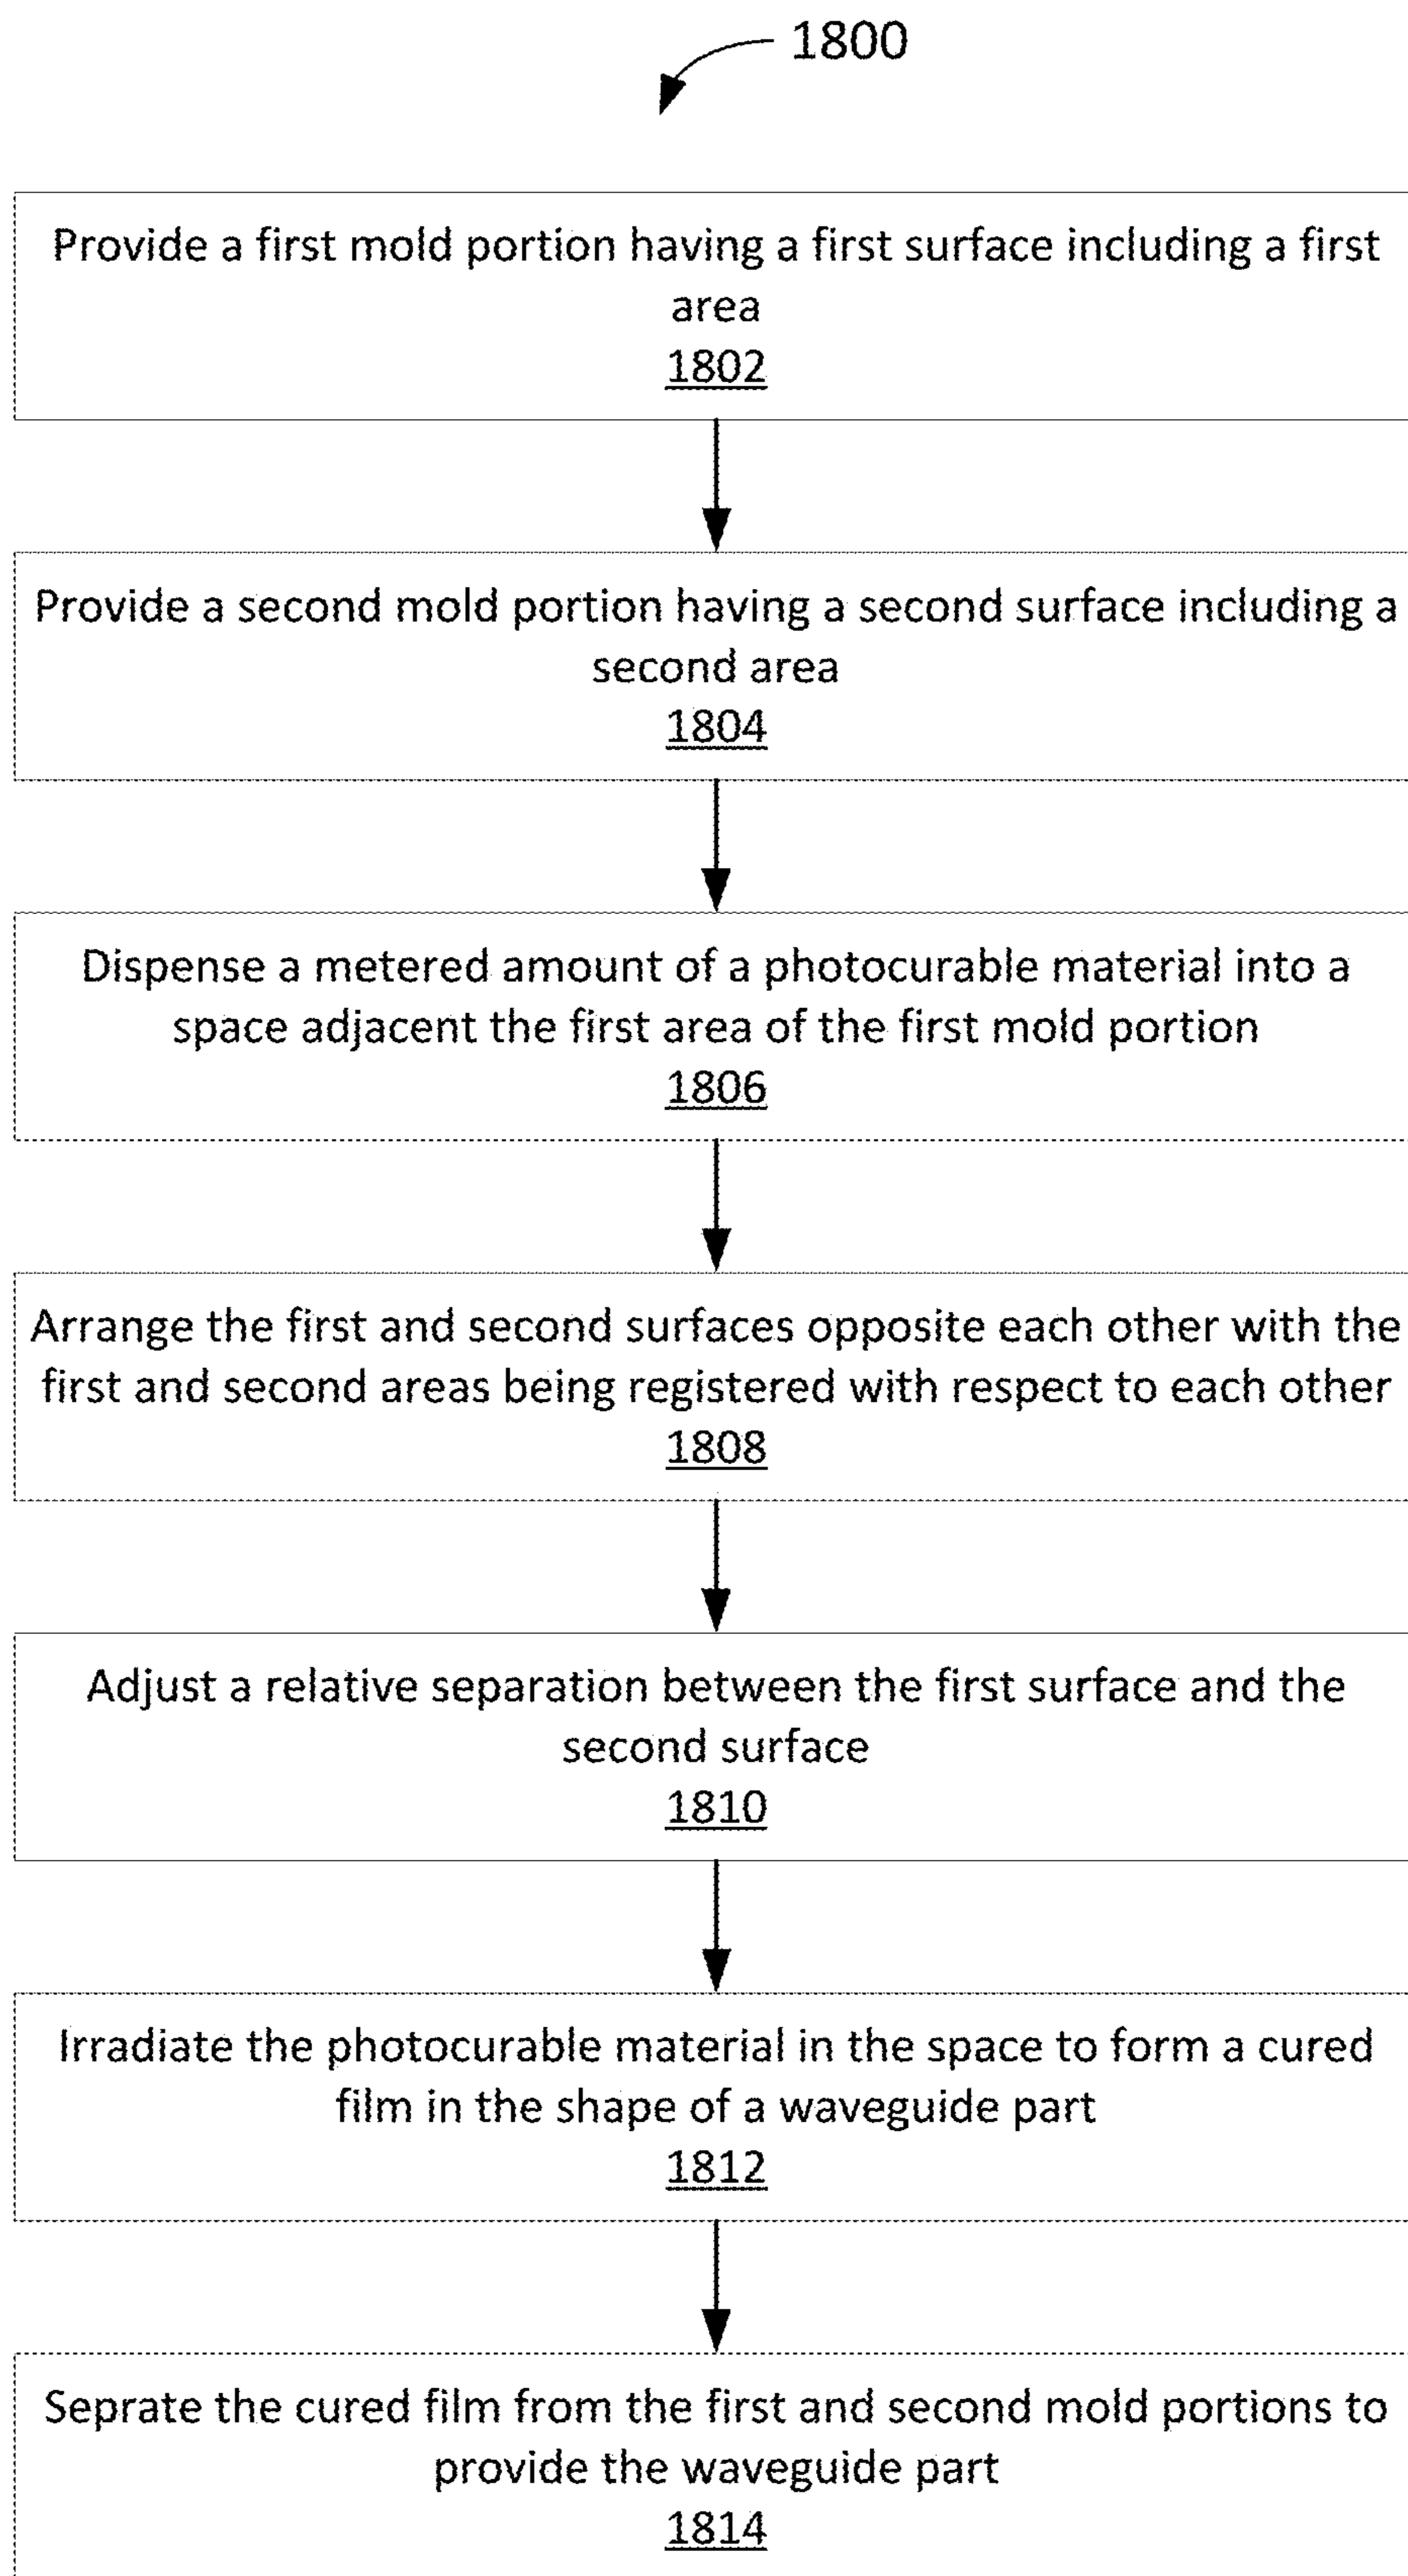 1800
Provide a first mold portion having a first surface including a first
area
1802
Provide a second mold portion having a second surface including a
second area
1804
Dispense a metered amount of a photocurable material into a
space adjacent the first area of the first mold portion
1806
Arrange the first and second surfaces opposite each other with the
first and second areas being registered with respect to each other
1808
Adjust a relative separation between the first surface and the
second surface
1810
Irradiate the photocurable material in the space to form a cured
film in the shape of a waveguide part
1812
Seprate the cured film from the first and second mold portions to
provide the waveguide part
1814